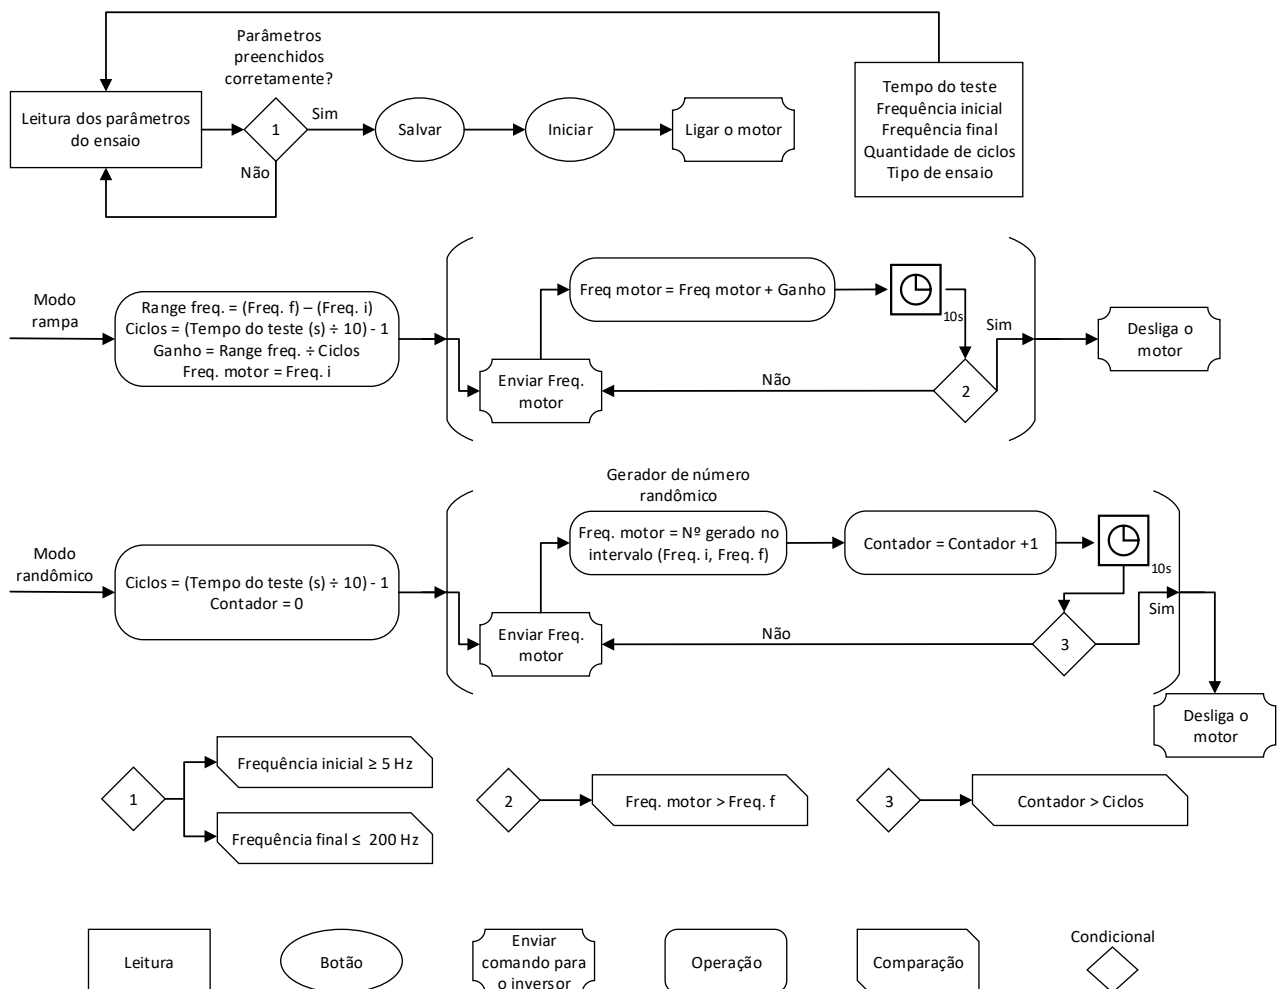 Parâmetros
preenchidos
corretamente?
Leitura dos parâmetros
do ensaio
1
Sim
Não
Salvar
Iniciar
Ligar o motor
Tempo do teste
Frequência inicial
Frequência final
Quantidade de ciclos
Tipo de ensaio
Modo
rampa
Range freq. = (Freq. f) – (Freq. i)
Ciclos = (Tempo do teste (s) ÷ 10) - 1
Ganho = Range freq. ÷ Ciclos
Freq. motor = Freq. i
Enviar Freq.
motor
Freq motor = Freq motor + Ganho
10s
2
Não
Sim
Desliga o
motor
Modo
randômico
Ciclos = (Tempo do teste (s) ÷ 10) - 1
Contador = 0
Enviar Freq.
motor
Gerador de número
randômico
Freq. motor = Nº gerado no
intervalo (Freq. i, Freq. f)
Contador = Contador +1
10s
3
Não
Sim
Desliga o
motor
1
Frequência inicial ≥ 5 Hz
Frequência final ≤ 200 Hz
2
Freq. motor > Freq. f
3
Contador > Ciclos
Leitura
Botão
Enviar
comando para
o inversor
Operação
Comparação
Condicional